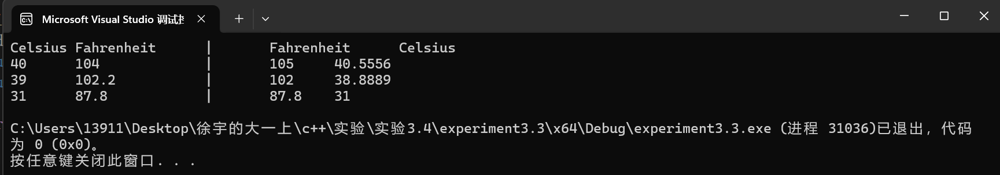 Microsoft Visual Studio 调试
Celsius Fahrenheit | Fahrenheit Celsius
40 104 | 105 40.5556
39 102.2 | 102 38.8889
31 87.8 | 87.8 31
C:\Users\13911\Desktop\徐宇的大一上\c++\实验\实验3.4\experiment3.3\x64\Debug\experiment3.3.exe (进程 31036)已退出，代码
为 0 (0x0)。
按任意键关闭此窗口. . .